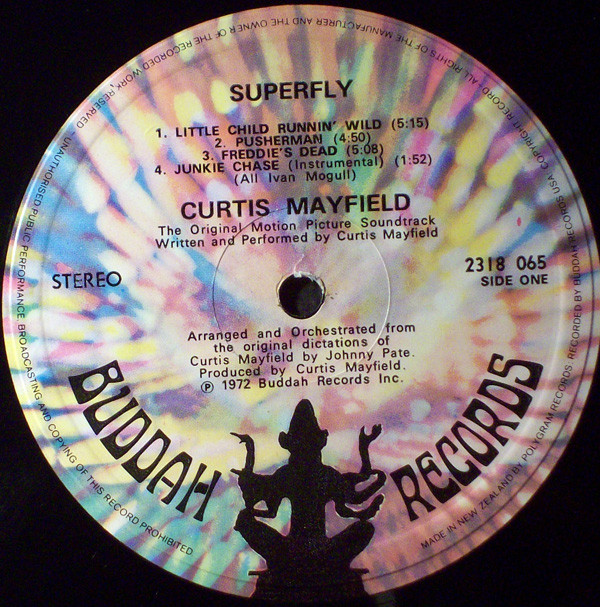 SUPERFLY
1. LITTLE CHILD RUNNIN' WILD (5:15)
2. PUSHERMAN (4:50)
3. FREDDIE'S DEAD (5:08)
4. JUNKIE CHASE (Instrumental) (1:52)
(All Ivan Mogull)
CURTIS MAYFIELD
The Original Motion Picture Soundtrack
Written and Performed by Curtis Mayfield
STEREO
2318 065
SIDE ONE
Arranged and Orchestrated from
the original dictations of
Curtis Mayfield by Johnny Pate.
Produced by Curtis Mayfield.
Ⓟ 1972 Buddah Records Inc.
BUDDAH RECORDS
ALL RIGHTS OF THE MANUFACTURER AND THE OWNER OF THE RECORDED WORK RESERVED. UNAUTHORISED PUBLIC PERFORMANCE, BROADCASTING AND COPYING OF THIS RECORD PROHIBITED
MADE IN NEW ZEALAND BY POLYGRAM RECORDS. RECORDED BY BUDDAH RECORDS USA. COPYRIGHT RECORD.